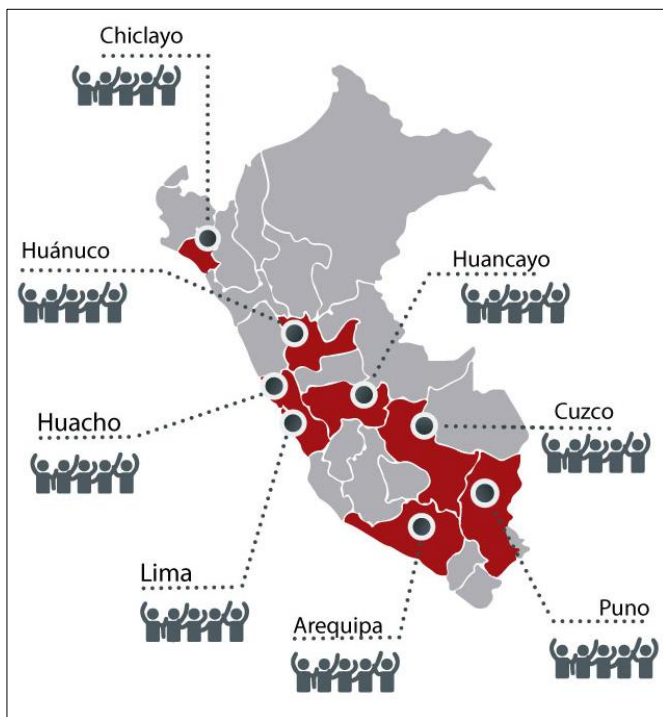 Chiclayo
Huánuco
Huancayo
Huacho
Cuzco
Lima
Arequipa
Puno